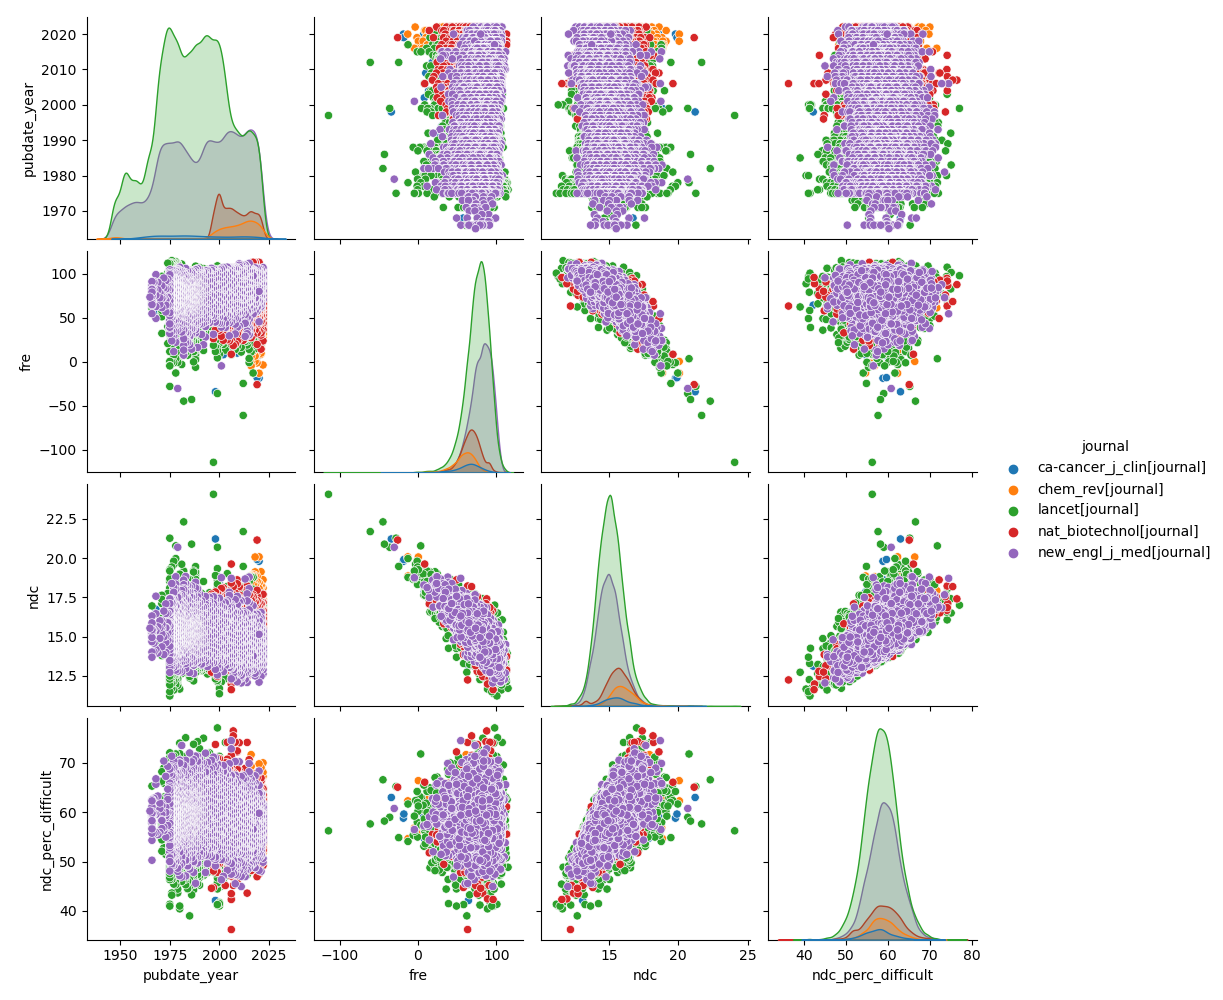 2020
2010
2000
1990
1980
1970
pubdate_year
100
50
0
−50
−100
fre
journal
ca-cancer_j_clin[journal]
chem_rev[journal]
lancet[journal]
nat_biotechnol[journal]
new_engl_j_med[journal]
22.5
20.0
17.5
15.0
12.5
ndc
70
60
50
40
ndc_perc_difficult
1950 1975 2000 2025
−100 0 100
15 20 25
40 50 60 70 80
pubdate_year
fre
ndc
ndc_perc_difficult